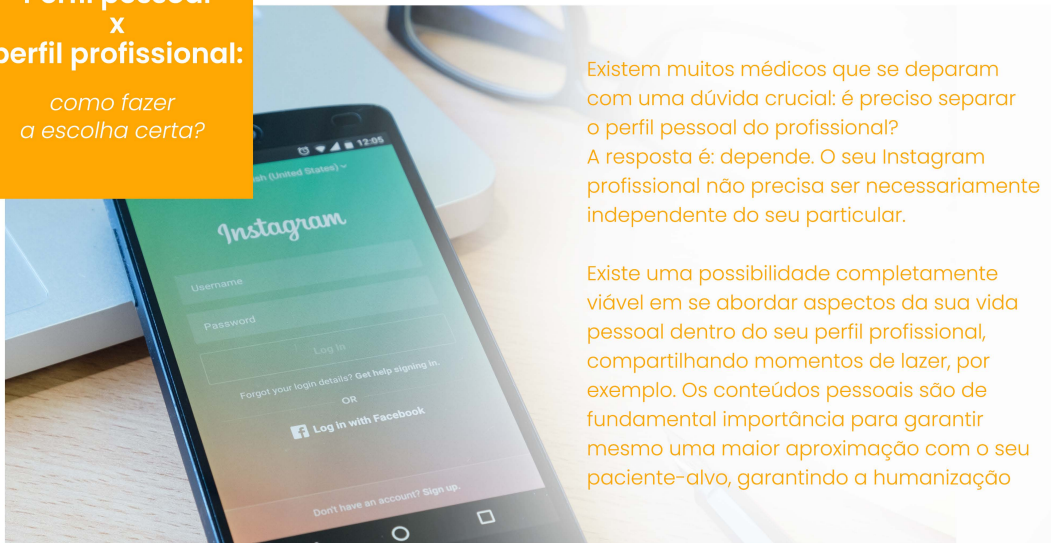 Perfil pessoal
x
perfil profissional:
como fazer
a escolha certa?
Existem muitos médicos que se deparam
com uma dúvida crucial: é preciso separar
o perfil pessoal do profissional?
A resposta é: depende. O seu Instagram
profissional não precisa ser necessariamente
independente do seu particular.
Existe uma possibilidade completamente
viável em se abordar aspectos da sua vida
pessoal dentro do seu perfil profissional,
compartilhando momentos de lazer, por
exemplo. Os conteúdos pessoais são de
fundamental importância para garantir
mesmo uma maior aproximação com o seu
paciente-alvo, garantindo a humanização
12:05
(United States)
Instagram
Username
Password
Log In
Forgot your login details? Get help signing in.
OR
Log in with Facebook
Don't have an account? Sign up.